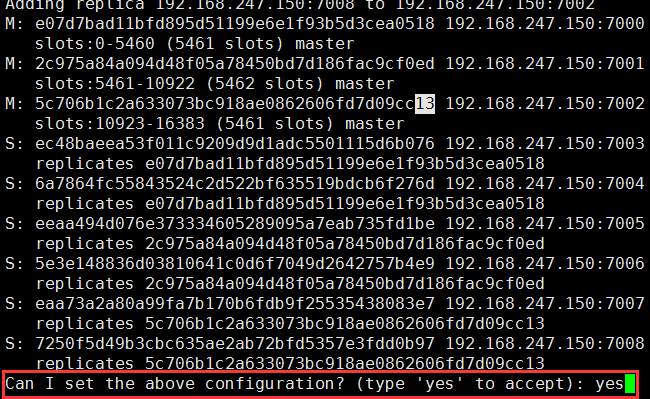 Adding replica 192.168.247.150:7008 to 192.168.247.150:7002
M: e07d7bad11bfd895d51199e6e1f93b5d3cea0518 192.168.247.150:7000
slots:0-5460 (5461 slots) master
M: 2c975a84a094d48f05a78450bd7d186fac9cf0ed 192.168.247.150:7001
slots:5461-10922 (5462 slots) master
M: 5c706b1c2a633073bc918ae0862606fd7d09cc13 192.168.247.150:7002
slots:10923-16383 (5461 slots) master
S: ec48baeea53f011c9209d9d1adc5501115d6b076 192.168.247.150:7003
replicates e07d7bad11bfd895d51199e6e1f93b5d3cea0518
S: 6a7864fc55843524c2d522bf635519bdcb6f276d 192.168.247.150:7004
replicates e07d7bad11bfd895d51199e6e1f93b5d3cea0518
S: eeaa494d076e373334605289095a7eab735fd1be 192.168.247.150:7005
replicates 2c975a84a094d48f05a78450bd7d186fac9cf0ed
S: 5e3e148836d03810641c0d6f7049d2642757b4e9 192.168.247.150:7006
replicates 2c975a84a094d48f05a78450bd7d186fac9cf0ed
S: eaa73a2a80a99fa7b170b6fdb9f25535438083e7 192.168.247.150:7007
replicates 5c706b1c2a633073bc918ae0862606fd7d09cc13
S: 7250f5d49b3cbc635ae2ab72bfd5357e3fdd0b97 192.168.247.150:7008
replicates 5c706b1c2a633073bc918ae0862606fd7d09cc13
Can I set the above configuration? (type 'yes' to accept): yes